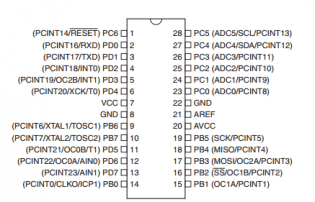 (PCINT14/RESET) PC6 1 28 PC5 (ADC5/SCL/PCINT13)
(PCINT16/RXD) PD0 2 27 PC4 (ADC4/SDA/PCINT12)
(PCINT17/TXD) PD1 3 26 PC3 (ADC3/PCINT11)
(PCINT18/INT0) PD2 4 25 PC2 (ADC2/PCINT10)
(PCINT19/OC2B/INT1) PD3 5 24 PC1 (ADC1/PCINT9)
(PCINT20/XCK/T0) PD4 6 23 PC0 (ADC0/PCINT8)
VCC 7 22 GND
GND 8 21 AREF
(PCINT6/XTAL1/TOSC1) PB6 9 20 AVCC
(PCINT7/XTAL2/TOSC2) PB7 10 19 PB5 (SCK/PCINT5)
(PCINT21/OC0B/T1) PD5 11 18 PB4 (MISO/PCINT4)
(PCINT22/OC0A/AIN0) PD6 12 17 PB3 (MOSI/OC2A/PCINT3)
(PCINT23/AIN1) PD7 13 16 PB2 (SS/OC1B/PCINT2)
(PCINT0/CLKO/ICP1) PB0 14 15 PB1 (OC1A/PCINT1)